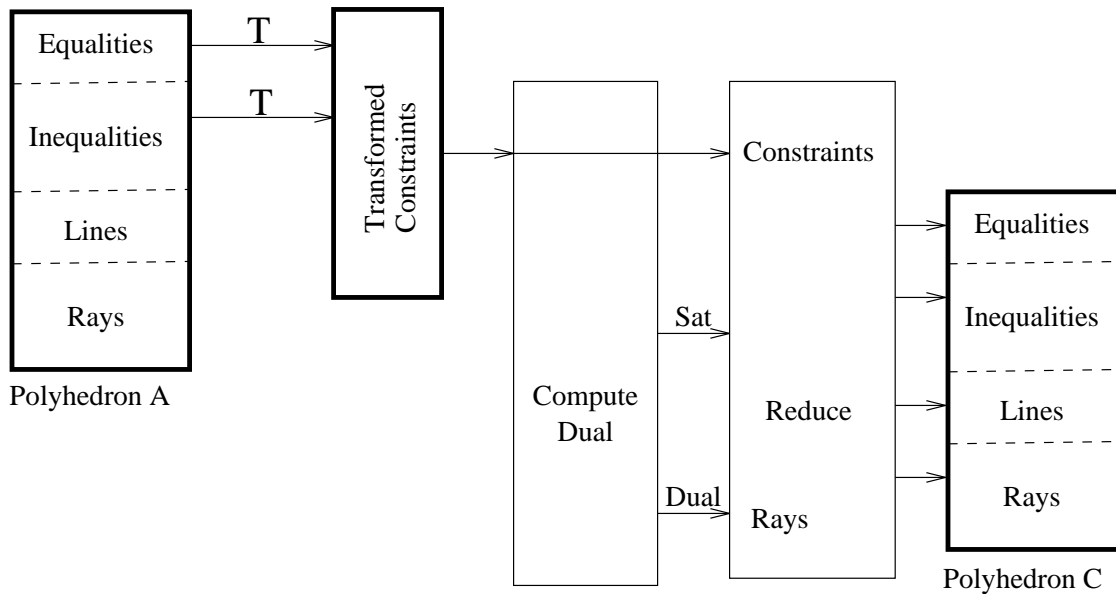 Equalities
Inequalities
Lines
Rays
Polyhedron A
T
T
Transformed
Constraints
Compute
Dual
Sat
Dual
Constraints
Reduce
Rays
Equalities
Inequalities
Lines
Rays
Polyhedron C